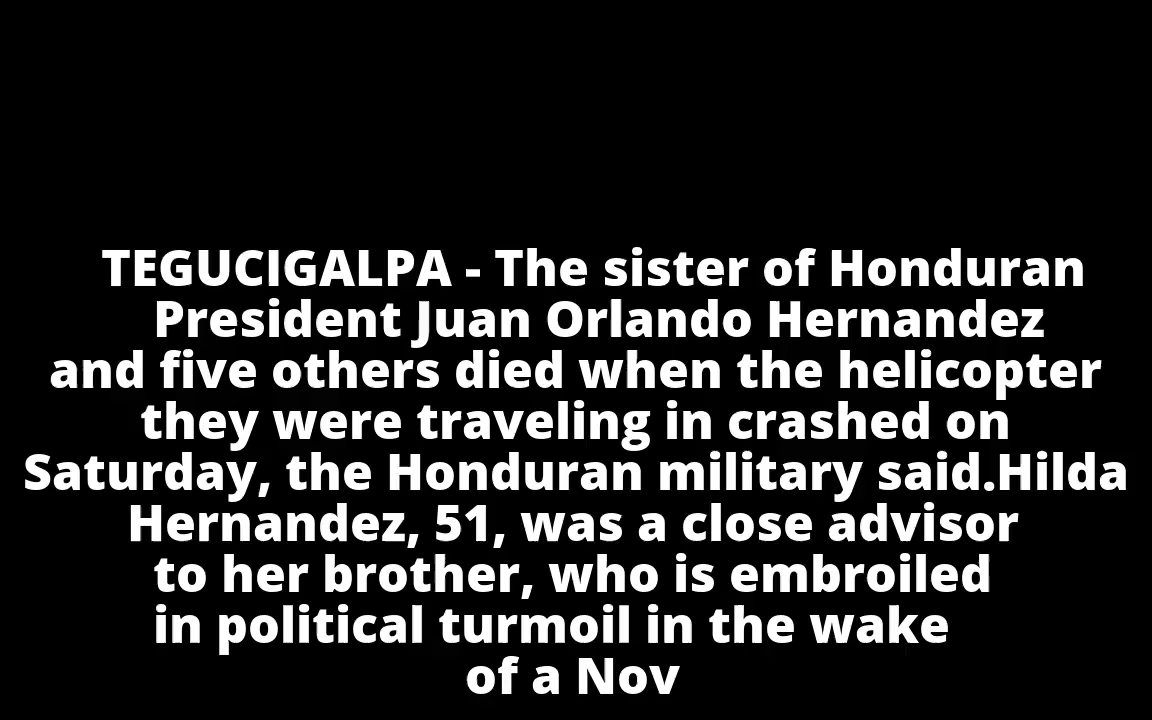 TEGUCIGALPA - The sister of Honduran
President Juan Orlando Hernandez
and five others died when the helicopter
they were traveling in crashed on
Saturday, the Honduran military said.Hilda
Hernandez, 51, was a close advisor
to her brother, who is embroiled
in political turmoil in the wake
of a Nov